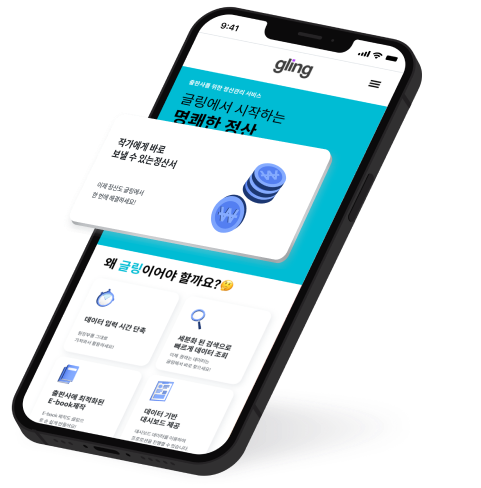 9:41
gling
출판사를 위한 정산관리 서비스
글링에서 시작하는
명쾌한 정산
작가에게 바로
보낼 수 있는정산서
이제 정산도 글링에서
한 번에 해결하세요!
왜 글링이어야 할까요?🤔
데이터 입력 시간 단축
세분화 된 검색으로
빠르게 데이터 조회
출판사에 최적화된
E-book제작
데이터 기반
대시보드 제공